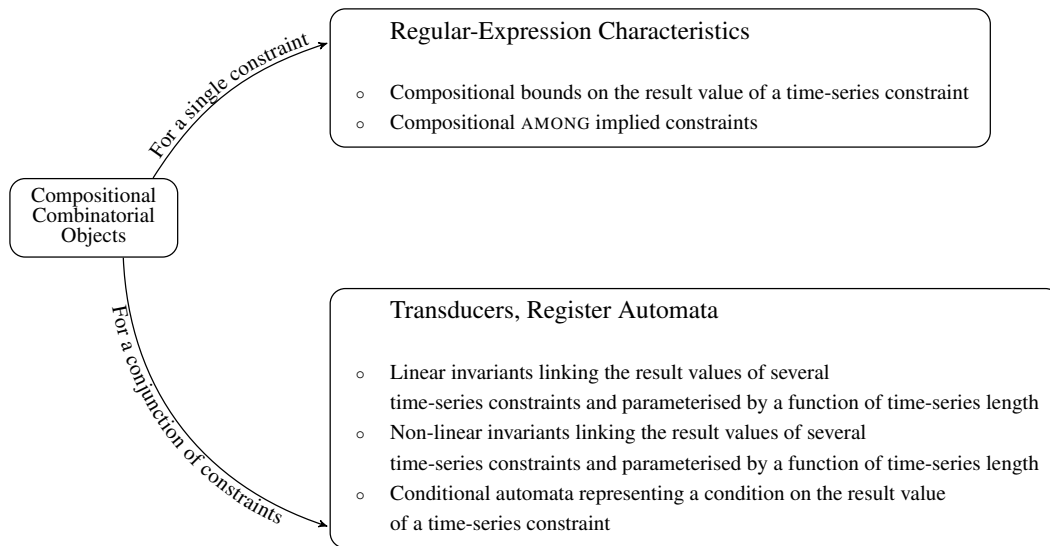 Regular-Expression Characteristics
◦ Compositional bounds on the result value of a time-series constraint
◦ Compositional AMONG implied constraints
For a single constraint
Compositional
Combinatorial
Objects
For a conjunction of constraints
Transducers, Register Automata
◦ Linear invariants linking the result values of several
time-series constraints and parameterised by a function of time-series length
◦ Non-linear invariants linking the result values of several
time-series constraints and parameterised by a function of time-series length
◦ Conditional automata representing a condition on the result value
of a time-series constraint